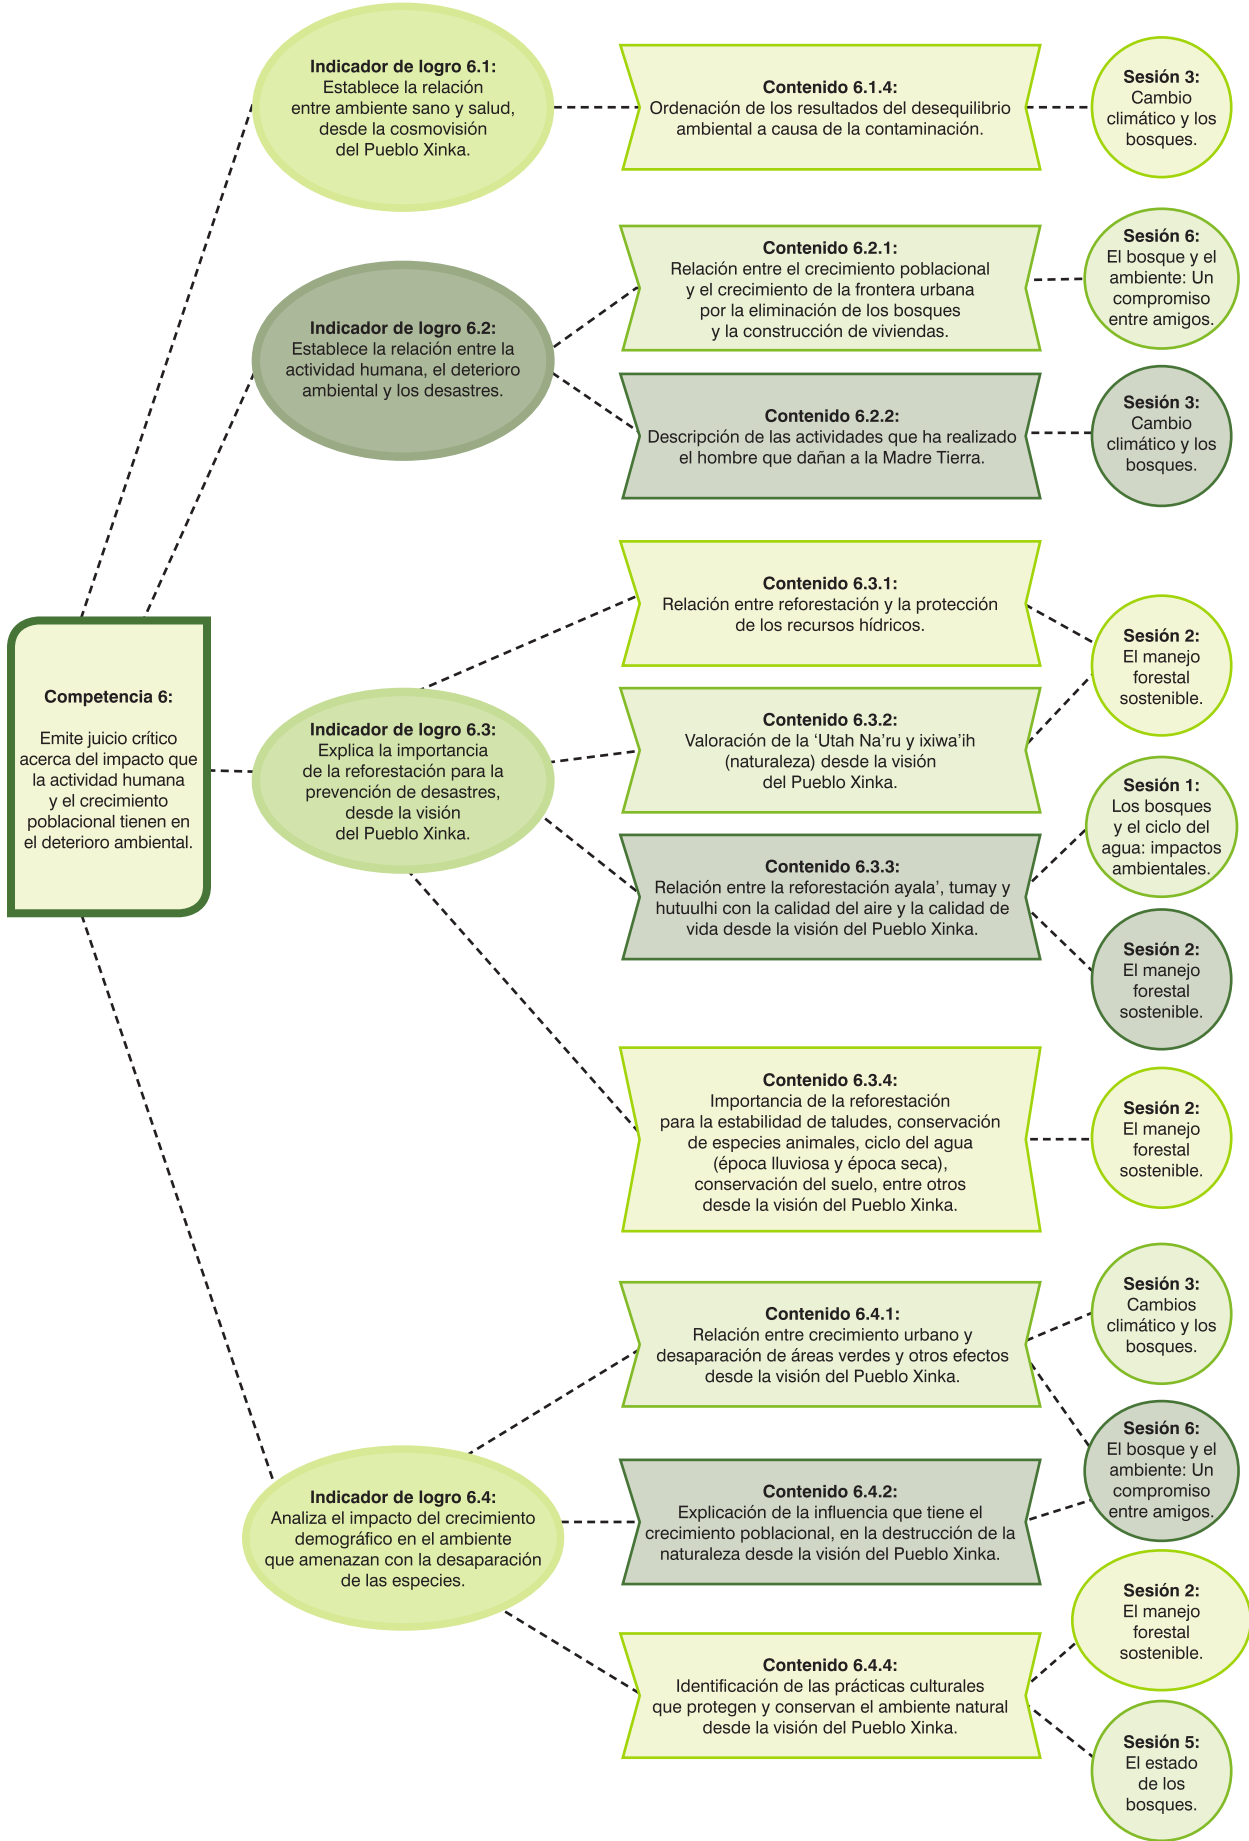 Competencia 6:
Emite juicio crítico
acerca del impacto que
la actividad humana
y el crecimiento
poblacional tienen en
el deterioro ambiental.
Indicador de logro 6.1:
Establece la relación
entre ambiente sano y salud,
desde la cosmovisión
del Pueblo Xinka.
Contenido 6.1.4:
Ordenación de los resultados del desequilibrio
ambiental a causa de la contaminación.
Sesión 3:
Cambio
climático y los
bosques.
Indicador de logro 6.2:
Establece la relación entre la
actividad humana, el deterioro
ambiental y los desastres.
Contenido 6.2.1:
Relación entre el crecimiento poblacional
y el crecimiento de la frontera urbana
por la eliminación de los bosques
y la construcción de viviendas.
Sesión 6:
El bosque y el
ambiente: Un
compromiso
entre amigos.
Contenido 6.2.2:
Descripción de las actividades que ha realizado
el hombre que dañan a la Madre Tierra.
Sesión 3:
Cambio
climático y los
bosques.
Indicador de logro 6.3:
Explica la importancia
de la reforestación para la
prevención de desastres,
desde la visión
del Pueblo Xinka.
Contenido 6.3.1:
Relación entre reforestación y la protección
de los recursos hídricos.
Sesión 2:
El manejo
forestal
sostenible.
Contenido 6.3.2:
Valoración de la ‘Utah Na’ru y ixiwa’ih
(naturaleza) desde la visión
del Pueblo Xinka.
Contenido 6.3.3:
Relación entre la reforestación ayala’, tumay y
hutuulhi con la calidad del aire y la calidad de
vida desde la visión del Pueblo Xinka.
Sesión 1:
Los bosques
y el ciclo del
agua: impactos
ambientales.
Sesión 2:
El manejo
forestal
sostenible.
Contenido 6.3.4:
Importancia de la reforestación
para la estabilidad de taludes, conservación
de especies animales, ciclo del agua
(época lluviosa y época seca),
conservación del suelo, entre otros
desde la visión del Pueblo Xinka.
Sesión 2:
El manejo
forestal
sostenible.
Indicador de logro 6.4:
Analiza el impacto del crecimiento
demográfico en el ambiente
que amenazan con la desaparación
de las especies.
Contenido 6.4.1:
Relación entre crecimiento urbano y
desaparación de áreas verdes y otros efectos
desde la visión del Pueblo Xinka.
Sesión 3:
Cambios
climático y los
bosques.
Sesión 6:
El bosque y el
ambiente: Un
compromiso
entre amigos.
Contenido 6.4.2:
Explicación de la influencia que tiene el
crecimiento poblacional, en la destrucción de la
naturaleza desde la visión del Pueblo Xinka.
Contenido 6.4.4:
Identificación de las prácticas culturales
que protegen y conservan el ambiente natural
desde la visión del Pueblo Xinka.
Sesión 2:
El manejo
forestal
sostenible.
Sesión 5:
El estado
de los
bosques.